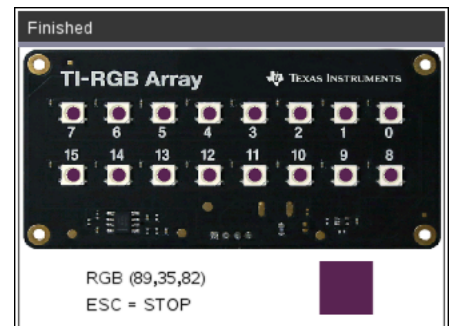 Finished
TI-RGB Array
TEXAS INSTRUMENTS
7 6 5 4 3 2 1 0
15 14 13 12 11 10 9 8
RGB (89,35,82)
ESC = STOP